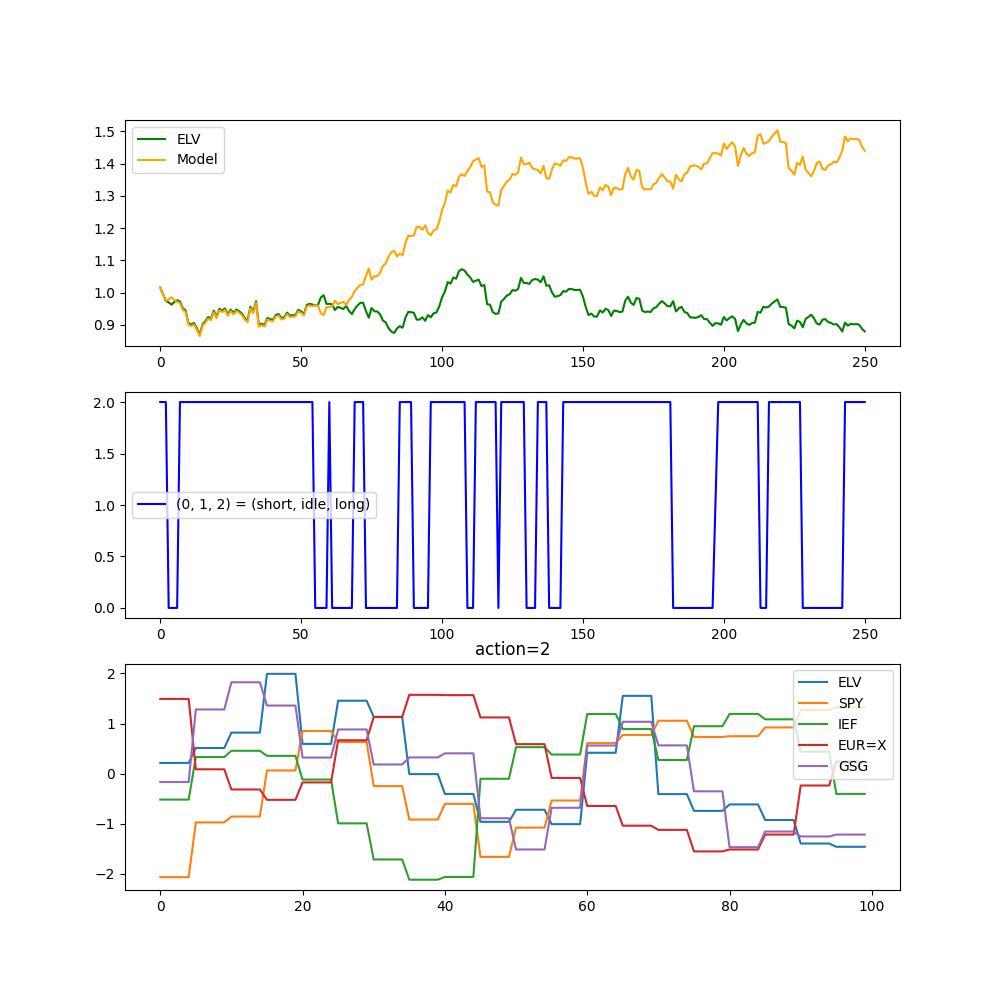 1.5
1.4
1.3
1.2
1.1
1.0
0.9
ELV
Model
0 50 100 150 200 250
2.0
1.5
1.0
0.5
0.0
(0, 1, 2) = (short, idle, long)
0 50 100 150 200 250
action=2
2
1
0
−1
−2
ELV
SPY
IEF
EUR=X
GSG
0 20 40 60 80 100